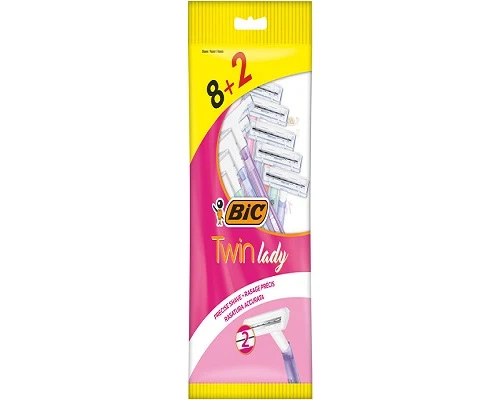 8+2
BiC
Twin lady
PRECISE SHAVE • RASAGE PRÉCIS
RASATURA ACCURATA
2